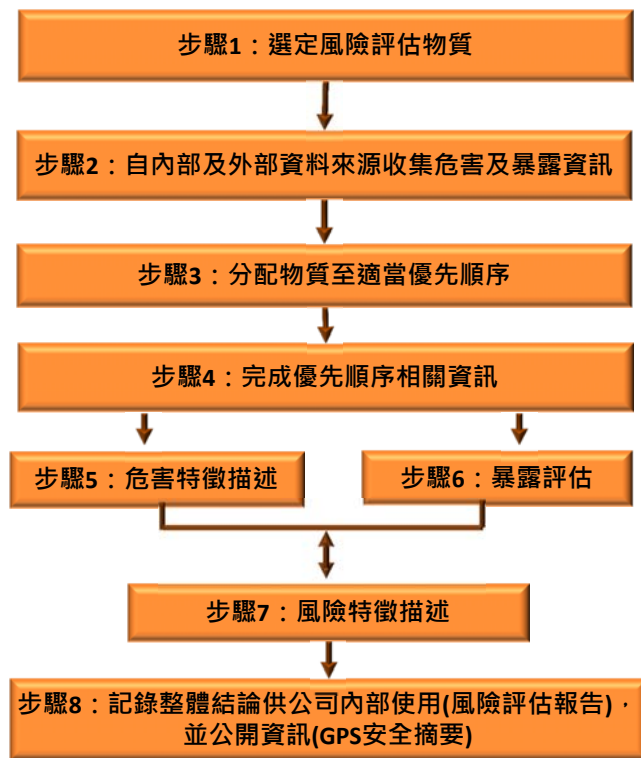 步驟1：選定風險評估物質
步驟2：自內部及外部資料來源收集危害及暴露資訊
步驟3：分配物質至適當優先順序
步驟4：完成優先順序相關資訊
步驟5：危害特徵描述
步驟6：暴露評估
步驟7：風險特徵描述
步驟8：記錄整體結論供公司內部使用(風險評估報告)，
並公開資訊(GPS安全摘要)